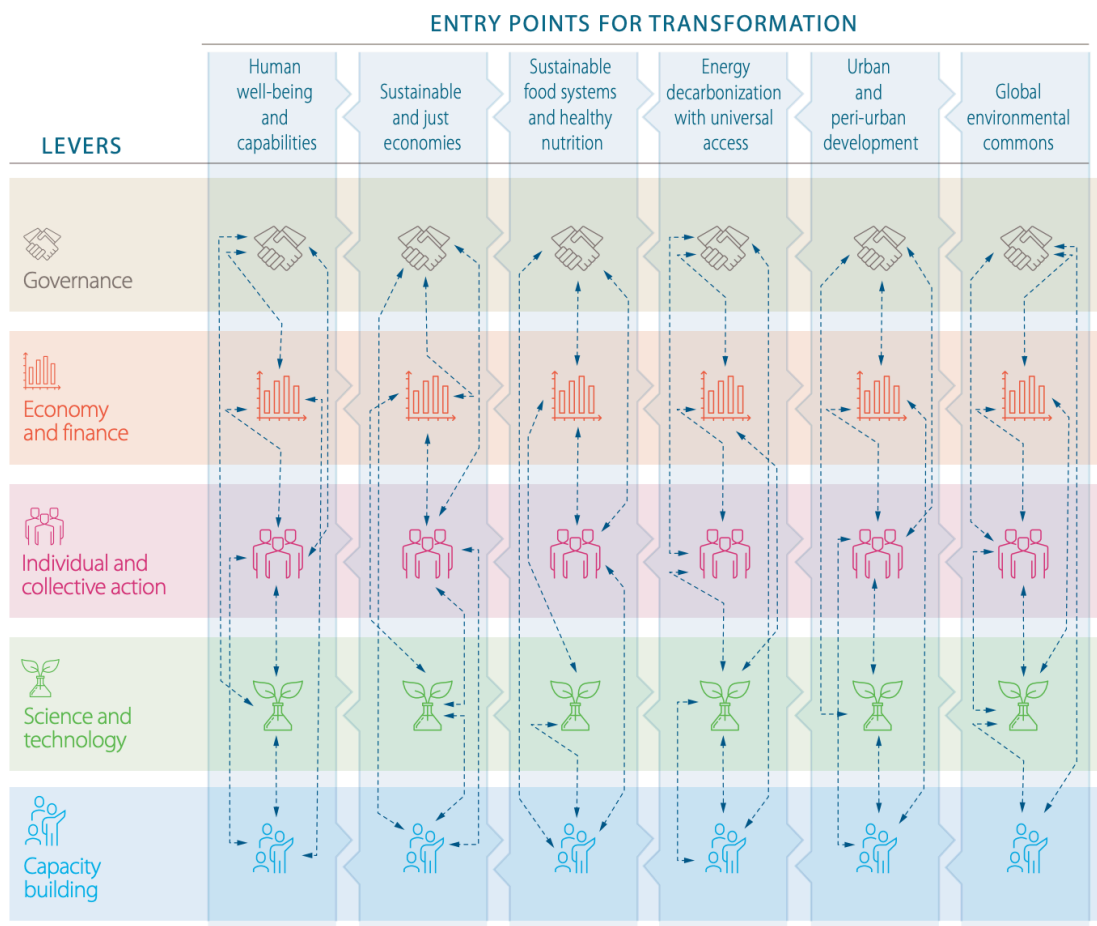 ENTRY POINTS FOR TRANSFORMATION
LEVERS
Human
well-being
and
capabilities
Sustainable
and just
economies
Sustainable
food systems
and healthy
nutrition
Energy
decarbonization
with universal
access
Urban
and
peri-urban
development
Global
environmental
commons
Governance
Economy
and finance
Individual and
collective action
Science and
technology
Capacity
building